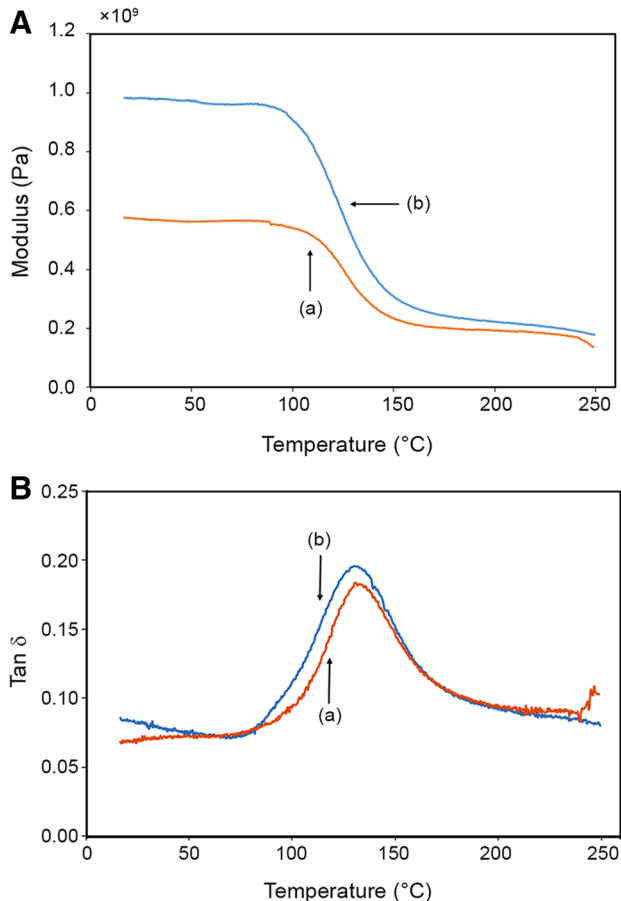 A
×10⁹
1.2
1.0
0.8
0.6
0.4
0.2
0.0
Modulus (Pa)
(b)
(a)
0 50 100 150 200 250
Temperature (°C)
B
0.25
0.20
0.15
0.10
0.05
0.00
Tan δ
(b)
(a)
0 50 100 150 200 250
Temperature (°C)